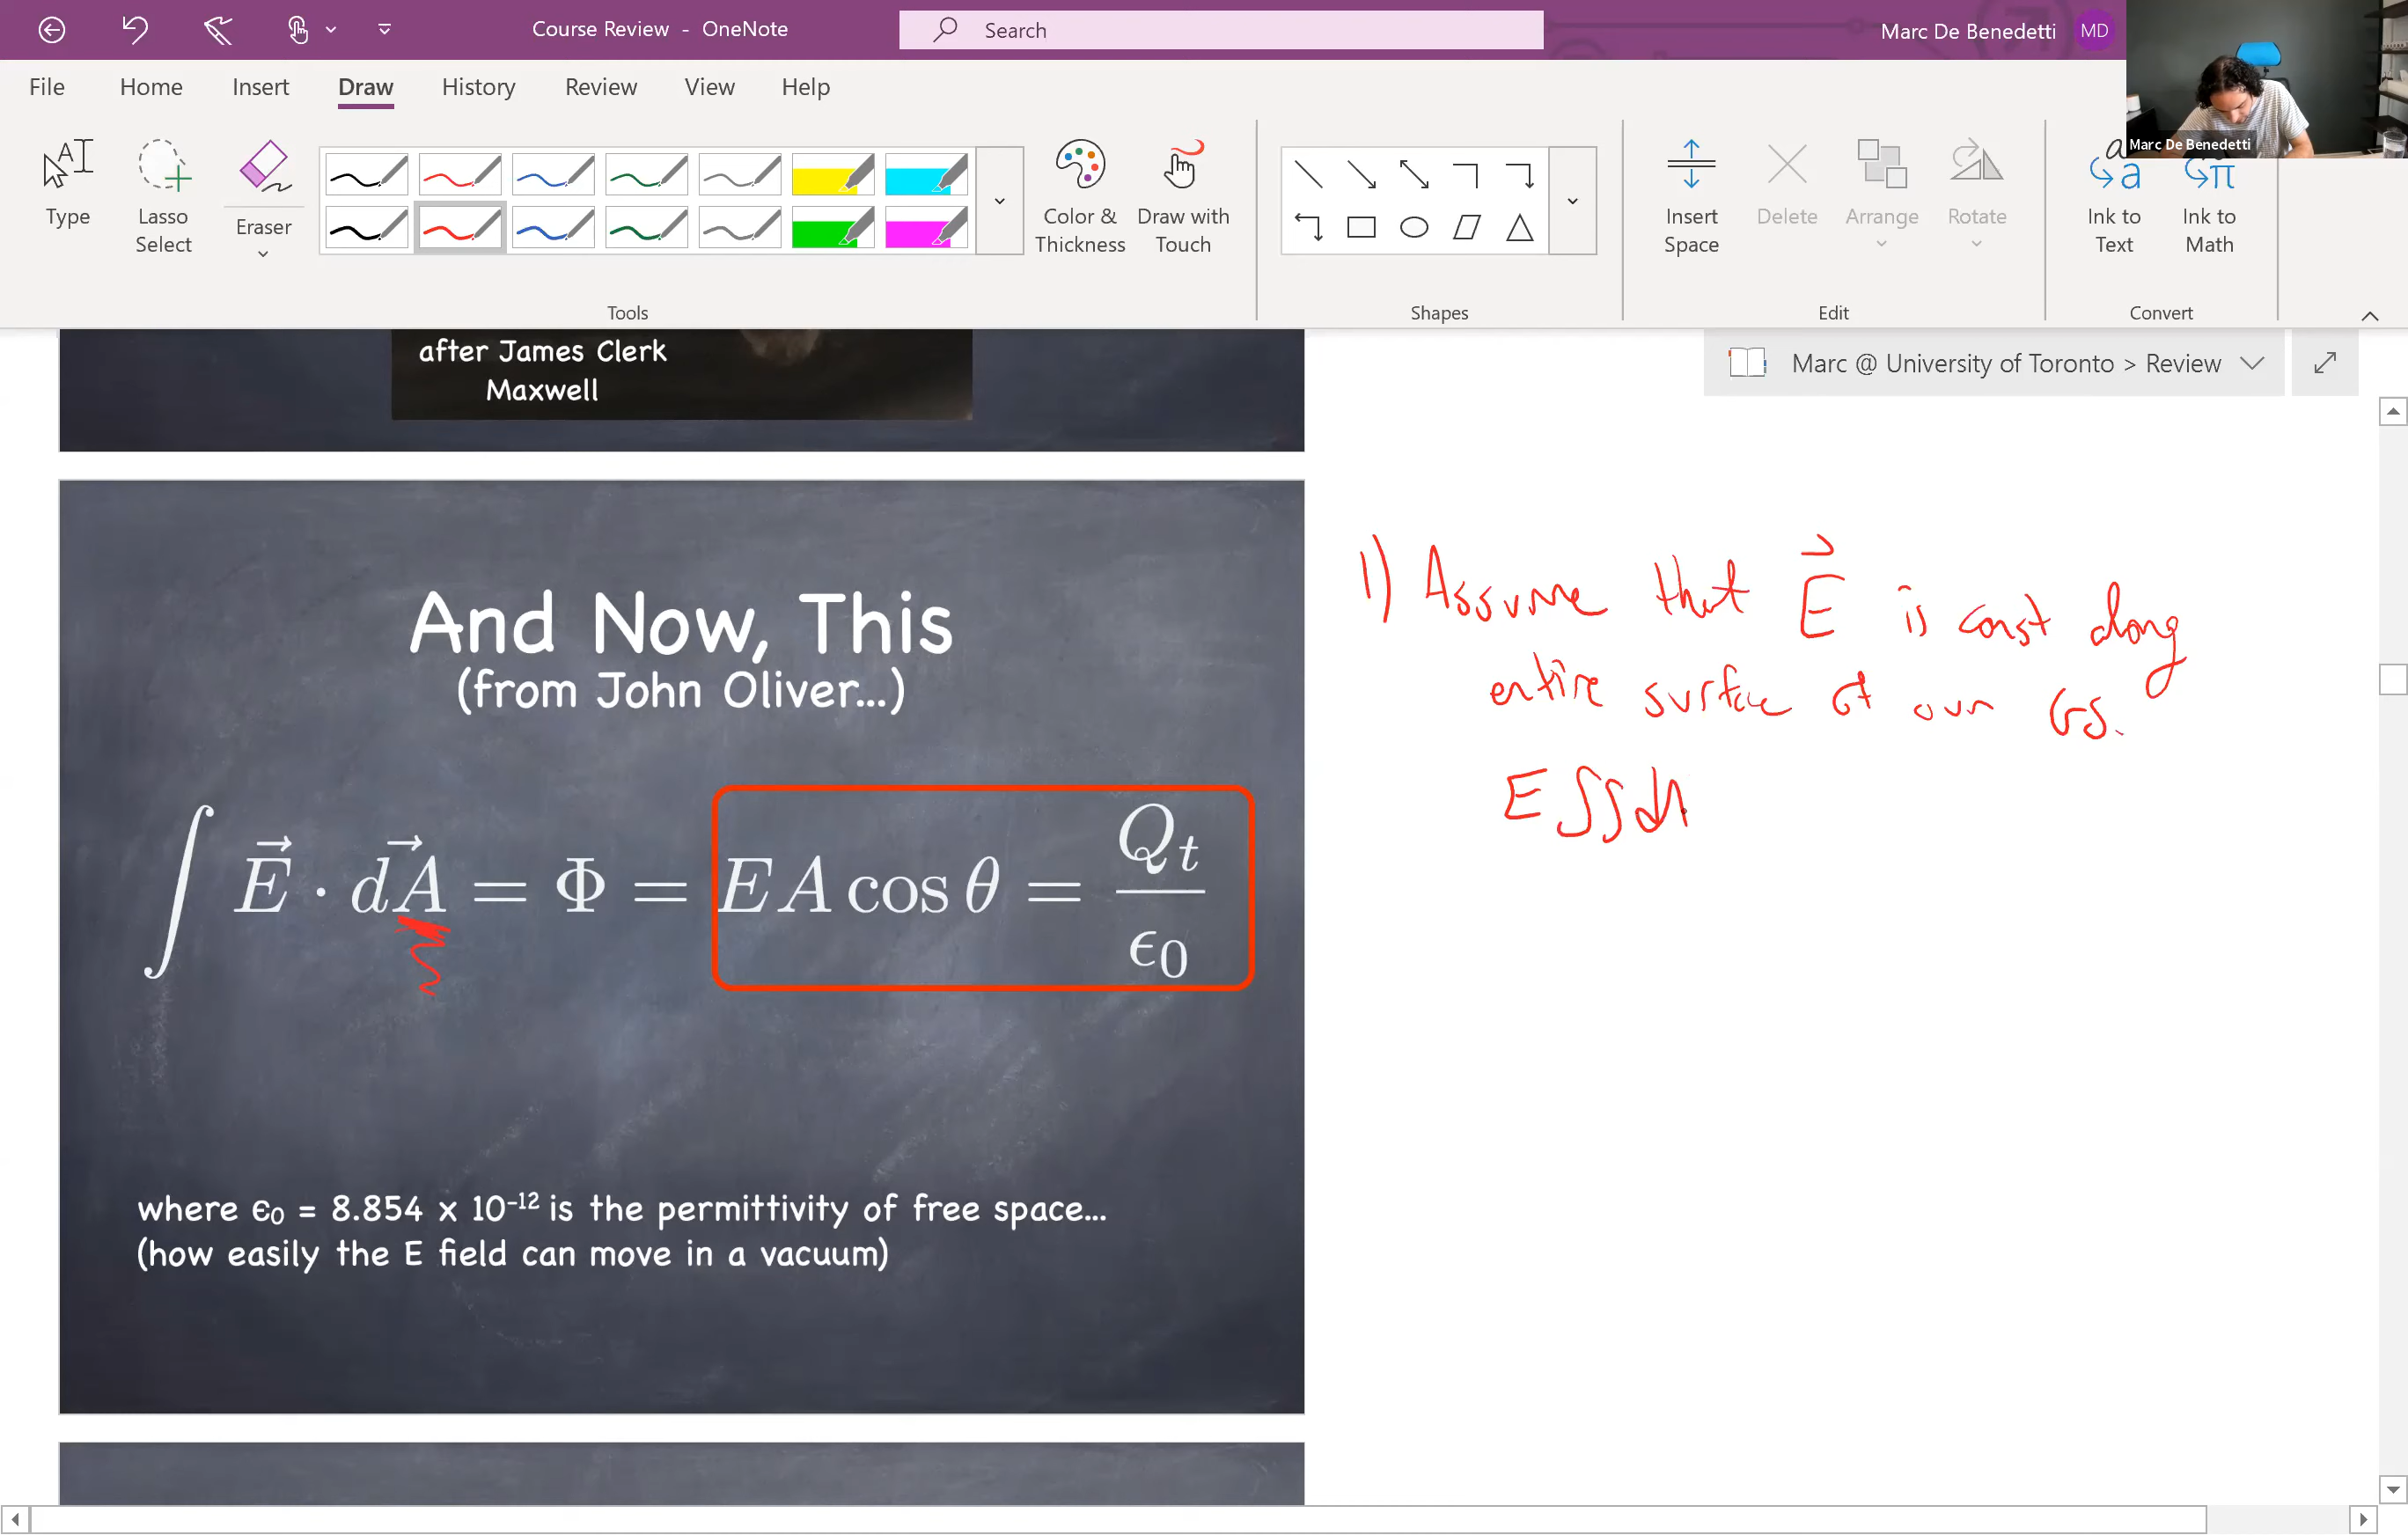 Course Review - OneNote
Search
Marc De Benedetti
MD
File Home Insert Draw History Review View Help
Marc De Benedetti
Type
Lasso Select
Eraser
Color & Thickness
Draw with Touch
Insert Space
Delete
Arrange
Rotate
Ink to Text
Ink to Math
Tools
Shapes
Edit
Convert
Marc @ University of Toronto > Review
after James Clerk
Maxwell
And Now, This
(from John Oliver...)
∫ E⃗ · dA⃗ = Φ = EA cos θ = Qt/ϵ0
where ϵ0 = 8.854 x 10⁻¹² is the permittivity of free space...
(how easily the E field can move in a vacuum)
1) Assume that E⃗ is const along
entire surface of our GS.
E ∫∫ dA